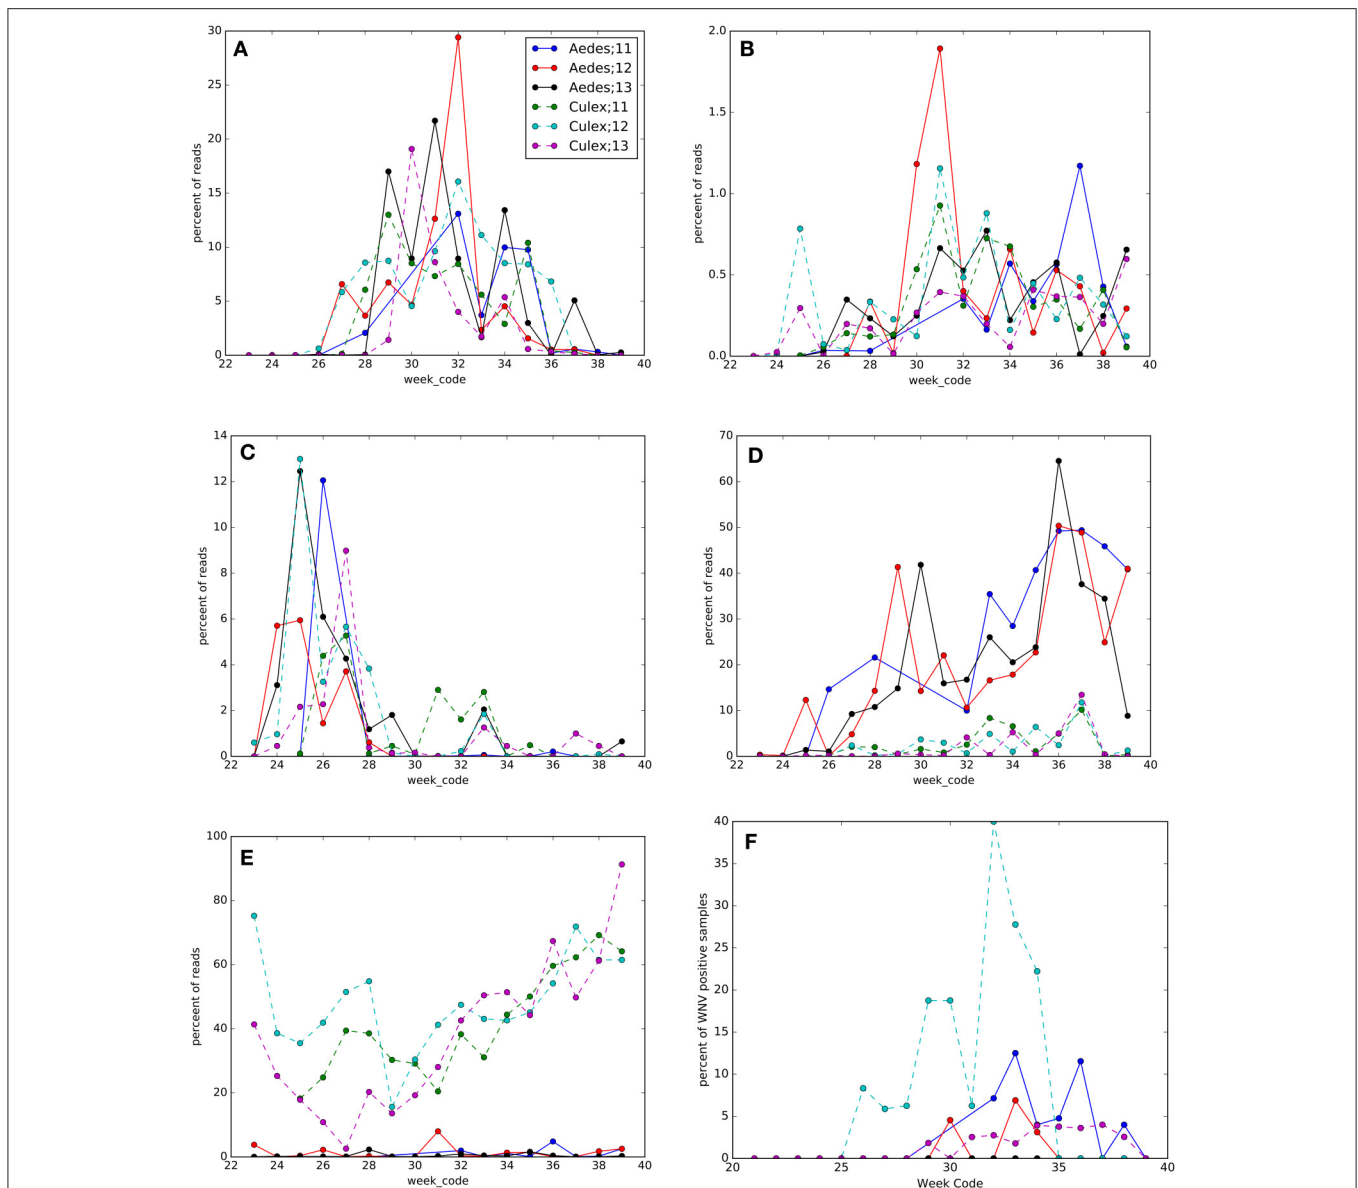 A
30
25
20
15
10
5
0
22 24 26 28 30 32 34 36 38 40
week_code
perceent of reads
Aedes;11
Aedes;12
Aedes;13
Culex;11
Culex;12
Culex;13
B
2.0
1.5
1.0
0.5
0.0
22 24 26 28 30 32 34 36 38 40
week_code
perceent of reads
C
14
12
10
8
6
4
2
0
22 24 26 28 30 32 34 36 38 40
week_code
perceent of reads
D
70
60
50
40
30
20
10
0
22 24 26 28 30 32 34 36 38 40
week_code
perceent of reads
E
100
80
60
40
20
0
22 24 26 28 30 32 34 36 38 40
week_code
perceent of reads
F
40
35
30
25
20
15
10
5
0
20 25 30 35 40
Week Code
percent of WNV positive samples